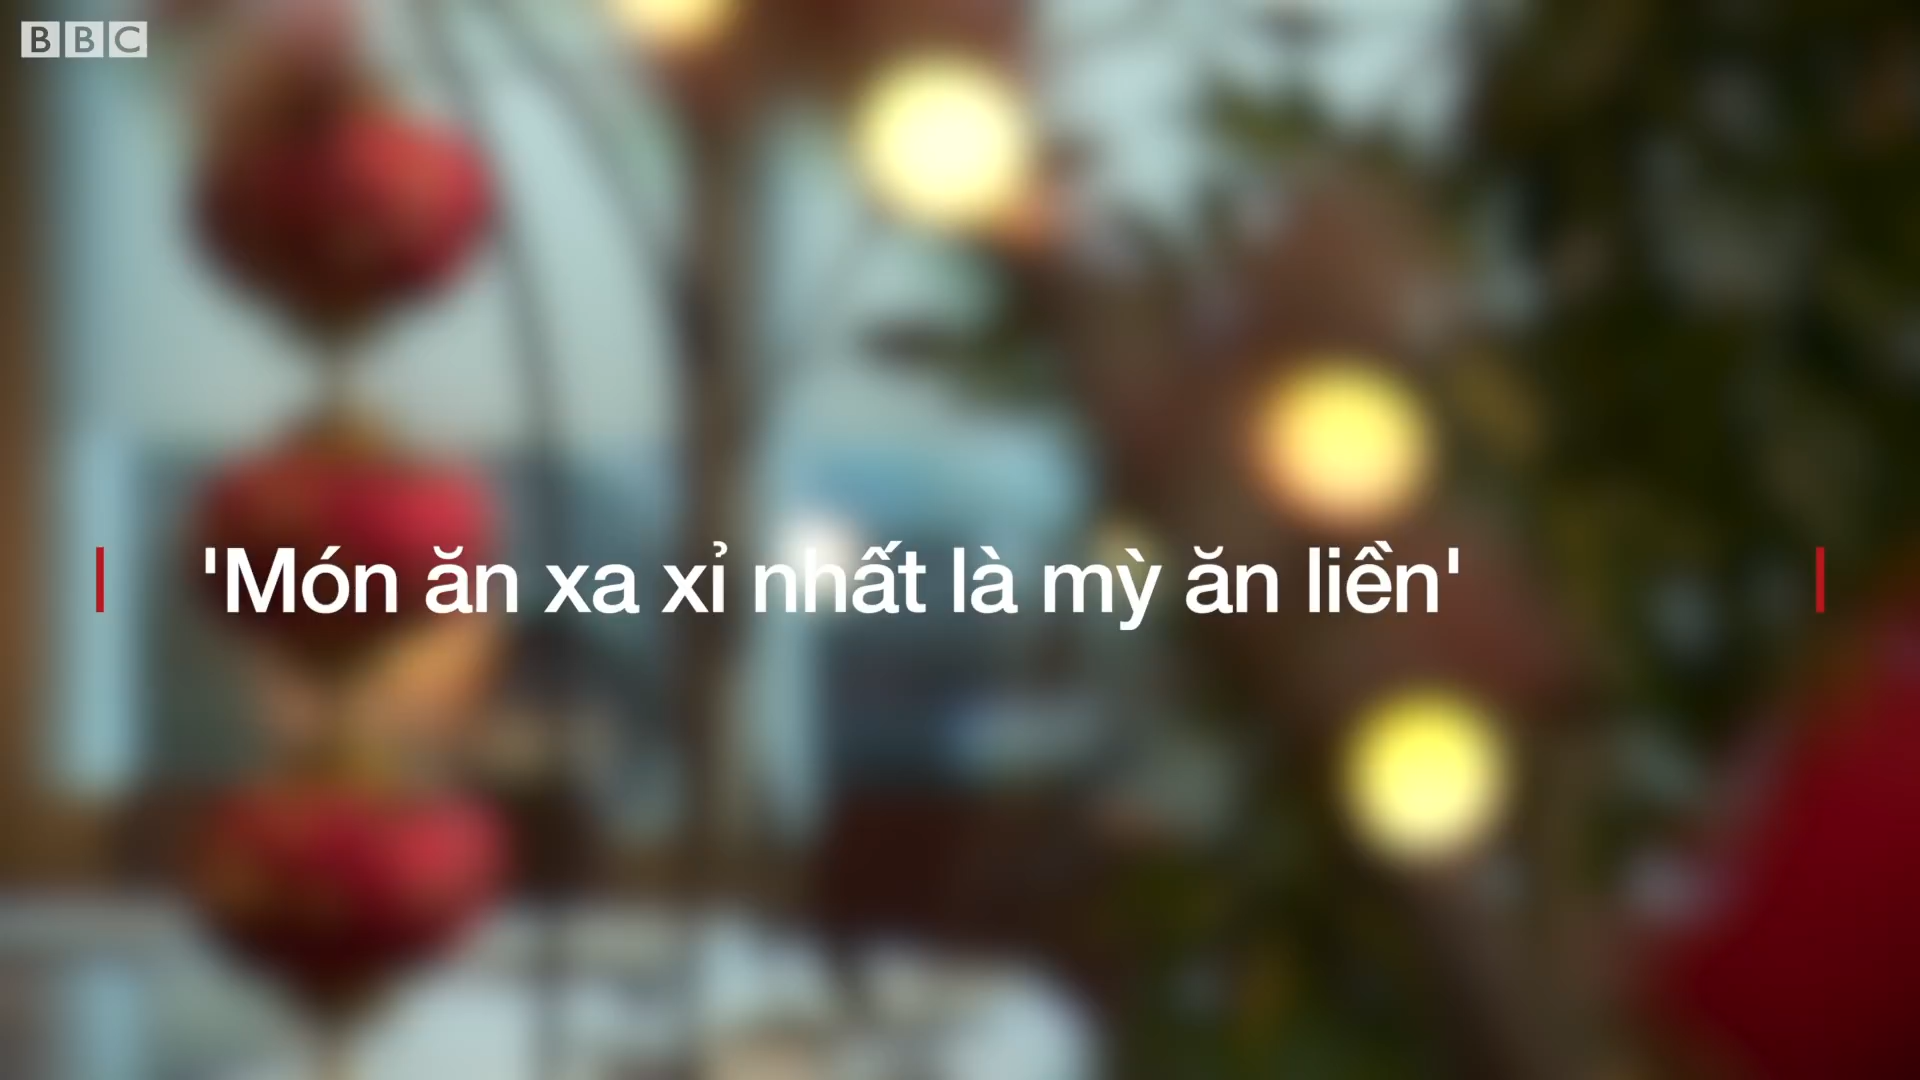 BBC
'Món ăn xa xỉ nhất là mỳ ăn liền'